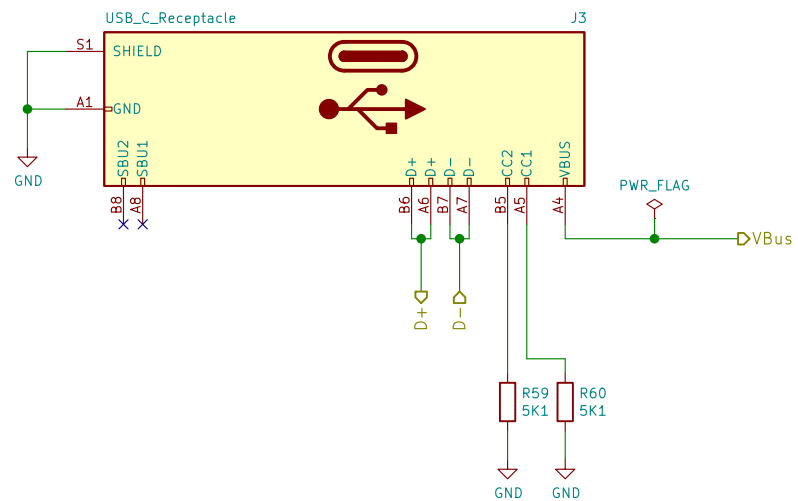 USB_C_Receptacle
J3
S1
SHIELD
A1
GND
GND
SBU2
SBU1
D+
D+
D-
D-
CC2
CC1
VBUS
B8
A8
B6
A6
B7
A7
B5
A5
A4
PWR_FLAG
VBus
D+
D-
R59
5K1
R60
5K1
GND
GND